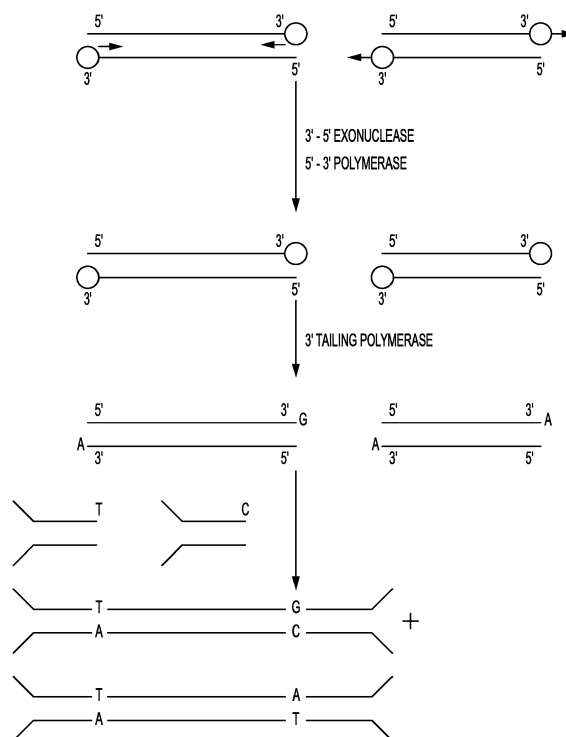 5' 3' 5' 3'
3' 5' 3' 5'
3' - 5' EXONUCLEASE
5' - 3' POLYMERASE
5' 3' 5' 3'
3' 5' 3' 5'
3' TAILING POLYMERASE
5' 3' G 5' 3' A
A 3' 5' A 3' 5'
T C
T G
+
A C
T A
A T